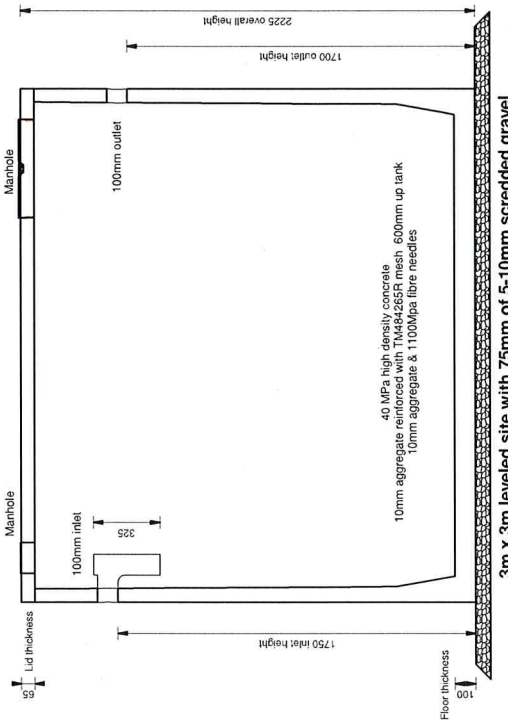 Manhole
Manhole
65
Lid thickness
100mm inlet
325
100mm outlet
2225 overall height
1700 outlet height
1750 inlet height
40 MPa high density concrete
10mm aggregate reinforced with TM484265R mesh 600mm up tank
10mm aggregate & 1100Mpa fibre needles
Floor thickness
100
3m x 3m leveled site with 75mm of 5-10mm scredded gravel